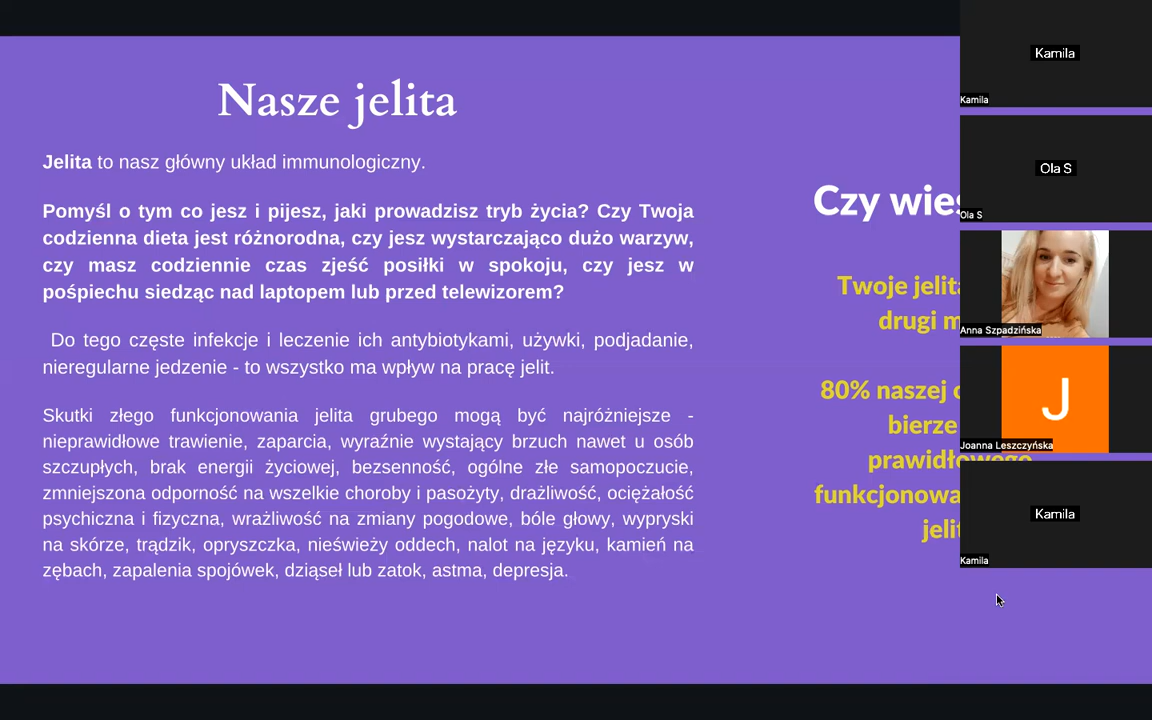 Nasze jelita
Jelita to nasz główny układ immunologiczny.
Pomyśl o tym co jesz i pijesz, jaki prowadzisz tryb życia? Czy Twoja
codzienna dieta jest różnorodna, czy jesz wystarczająco dużo warzyw,
czy masz codziennie czas zjeść posiłki w spokoju, czy jesz w
pośpiechu siedząc nad laptopem lub przed telewizorem?
Do tego częste infekcje i leczenie ich antybiotykami, używki, podjadanie,
nieregularne jedzenie - to wszystko ma wpływ na pracę jelit.
Skutki złego funkcjonowania jelita grubego mogą być najróżniejsze -
nieprawidłowe trawienie, zaparcia, wyraźnie wystający brzuch nawet u osób
szczupłych, brak energii życiowej, bezsenność, ogólne złe samopoczucie,
zmniejszona odporność na wszelkie choroby i pasożyty, drażliwość, ociężałość
psychiczna i fizyczna, wrażliwość na zmiany pogodowe, bóle głowy, wypryski
na skórze, trądzik, opryszczka, nieświeży oddech, nalot na języku, kamień na
zębach, zapalenia spojówek, dziąseł lub zatok, astma, depresja.
Czy
Twoje
drugi
80% naszej
bierze
prawidłowego
Kamila
Kamila
Ola S
Ola S
Anna Szpadzińska
J
Joanna Leszczyńska
Kamila
Kamila